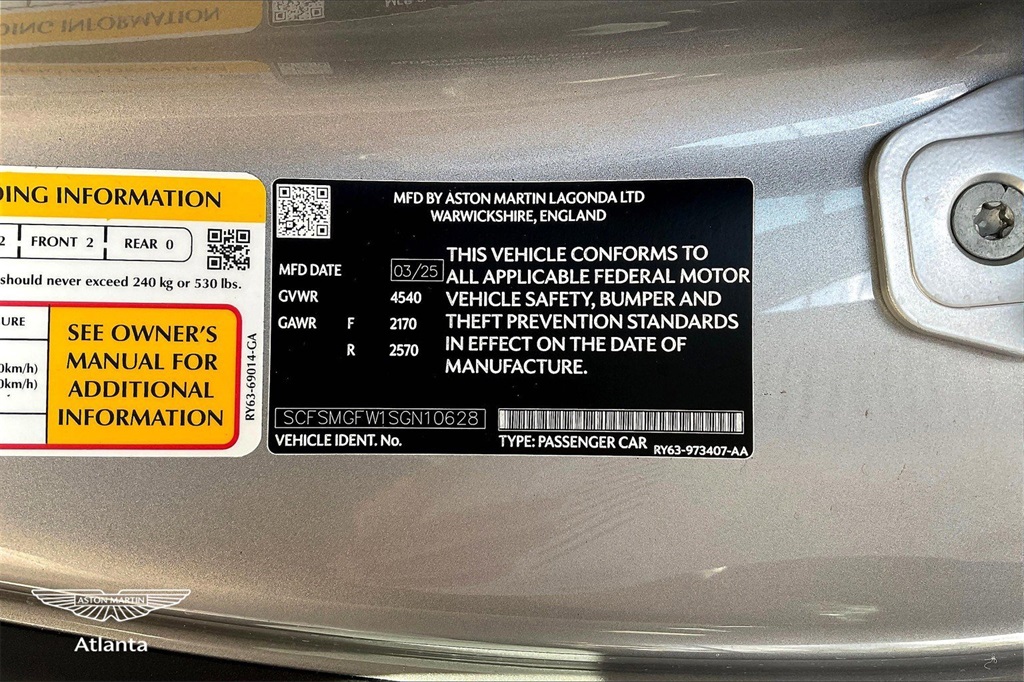 DING INFORMATION
2 FRONT 2 REAR 0
should never exceed 240 kg or 530 lbs.
URE
0km/h)
0km/h)
SEE OWNER'S
MANUAL FOR
ADDITIONAL
INFORMATION
RY63-69014-GA
MFD BY ASTON MARTIN LAGONDA LTD
WARWICKSHIRE, ENGLAND
MFD DATE 03/25
GVWR 4540
GAWR F 2170
R 2570
THIS VEHICLE CONFORMS TO
ALL APPLICABLE FEDERAL MOTOR
VEHICLE SAFETY, BUMPER AND
THEFT PREVENTION STANDARDS
IN EFFECT ON THE DATE OF
MANUFACTURE.
SCFSMGFW1SGN10628
VEHICLE IDENT. No.
TYPE: PASSENGER CAR
RY63-973407-AA
ASTON MARTIN
Atlanta